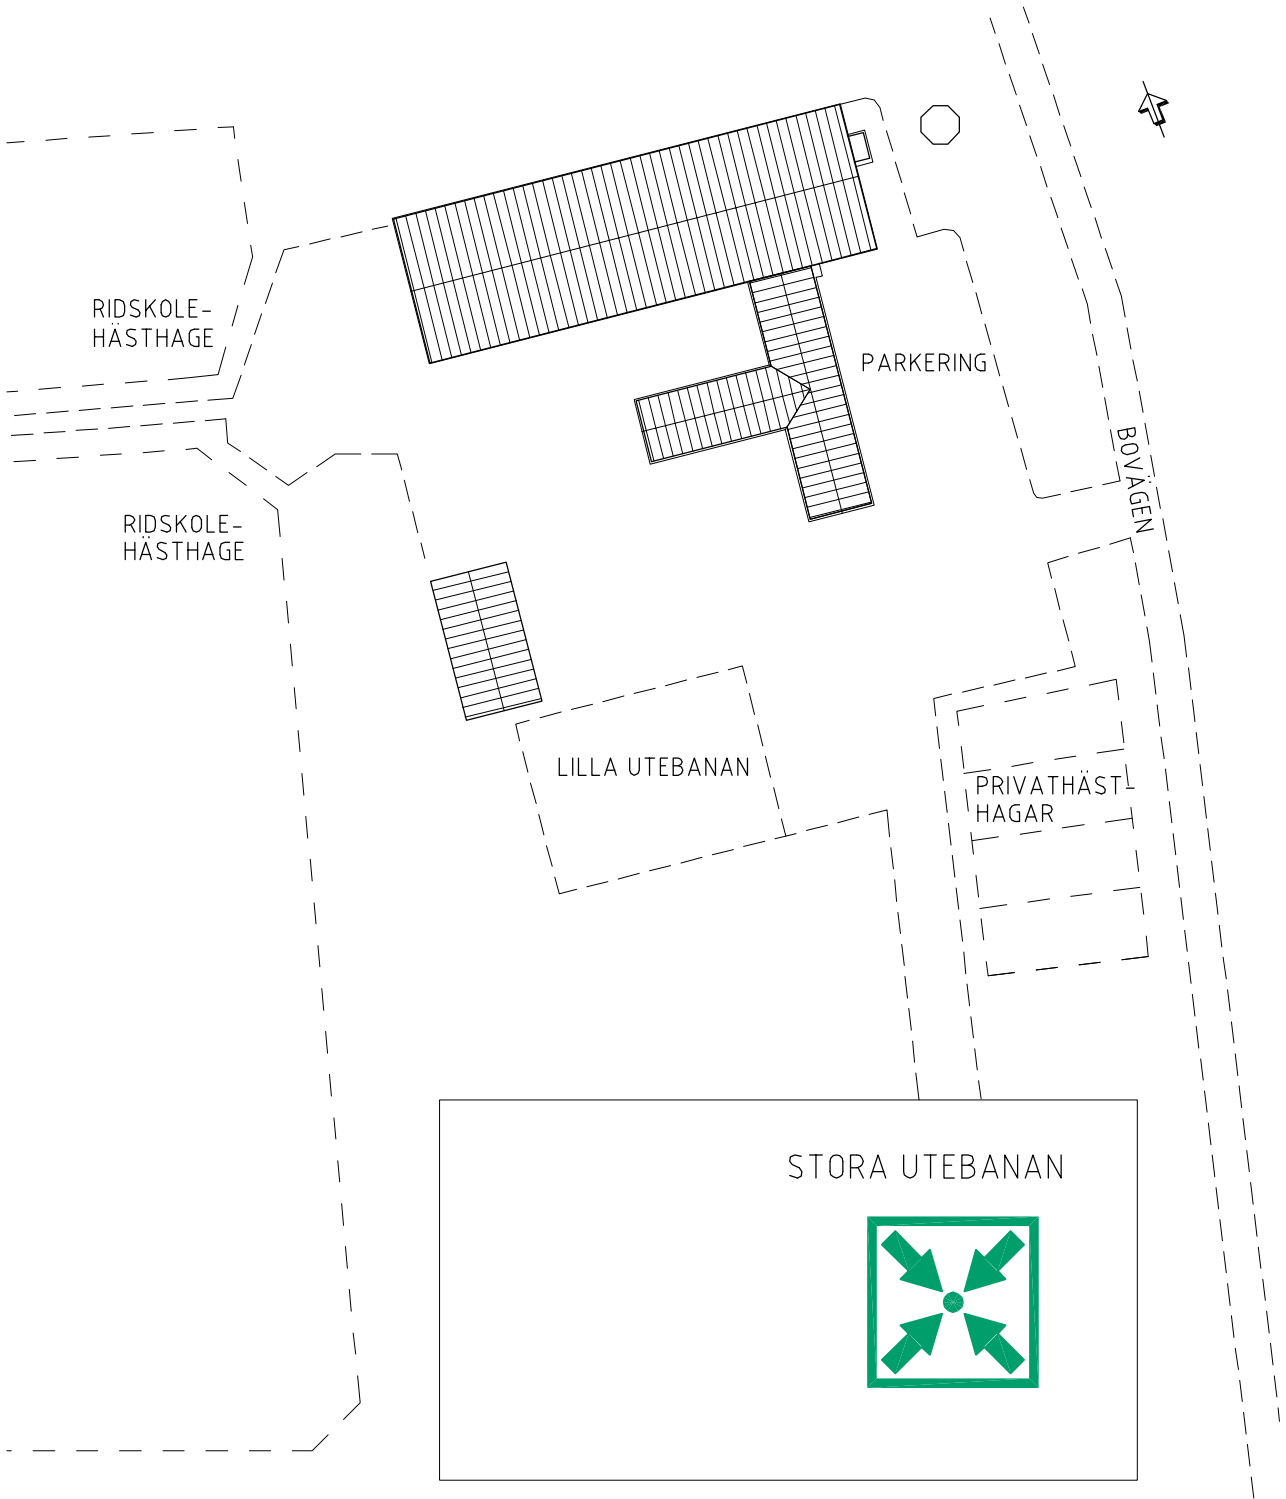 RIDSKOLE-
HÄSTHAGE
PARKERING
BOVÄGEN
RIDSKOLE-
HÄSTHAGE
LILLA UTEBANAN
PRIVATHÄST-
HAGAR
STORA UTEBANAN